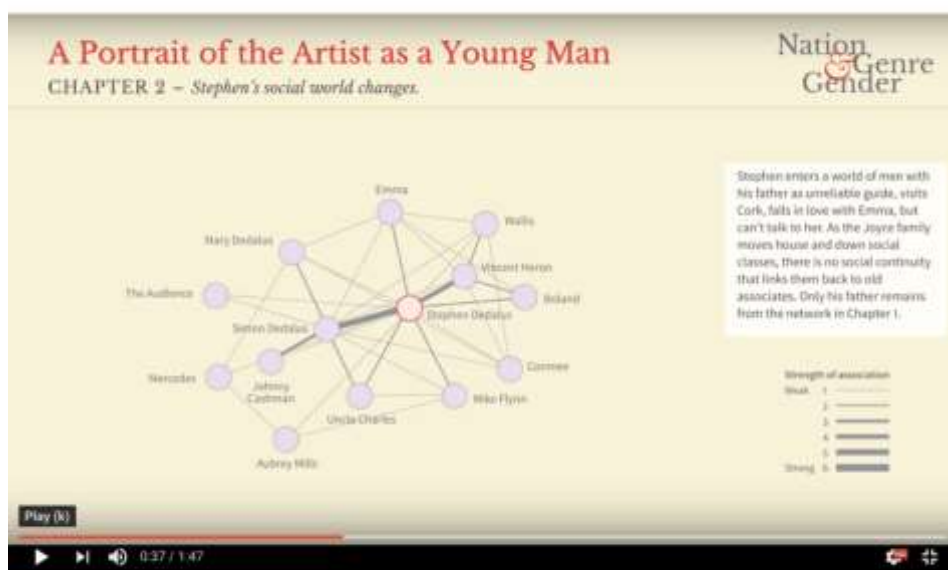 A Portrait of the Artist as a Young Man
CHAPTER 2 – Stephen's social world changes.
Nation
& Genre
Gender
Emma
Wallis
Mary Dedalus
Vincent Heron
The Audience
Boland
Simon Dedalus
Stephen Dedalus
Mercedes
Johnny
Cashman
Uncle Charles
Mike Flynn
Aubrey Mills
Stephen enters a world of men with
his father as unreliable guide, visits
Cork, falls in love with Emma, but
can't talk to her. As the Joyce family
moves house and down social
classes, there is no social continuity
that links them back to old
associates. Only his father remains
from the network in Chapter I.
Strength of association
Weak 1
2
3
4
5
Strong 6
Play (k)
0:37 / 1:47